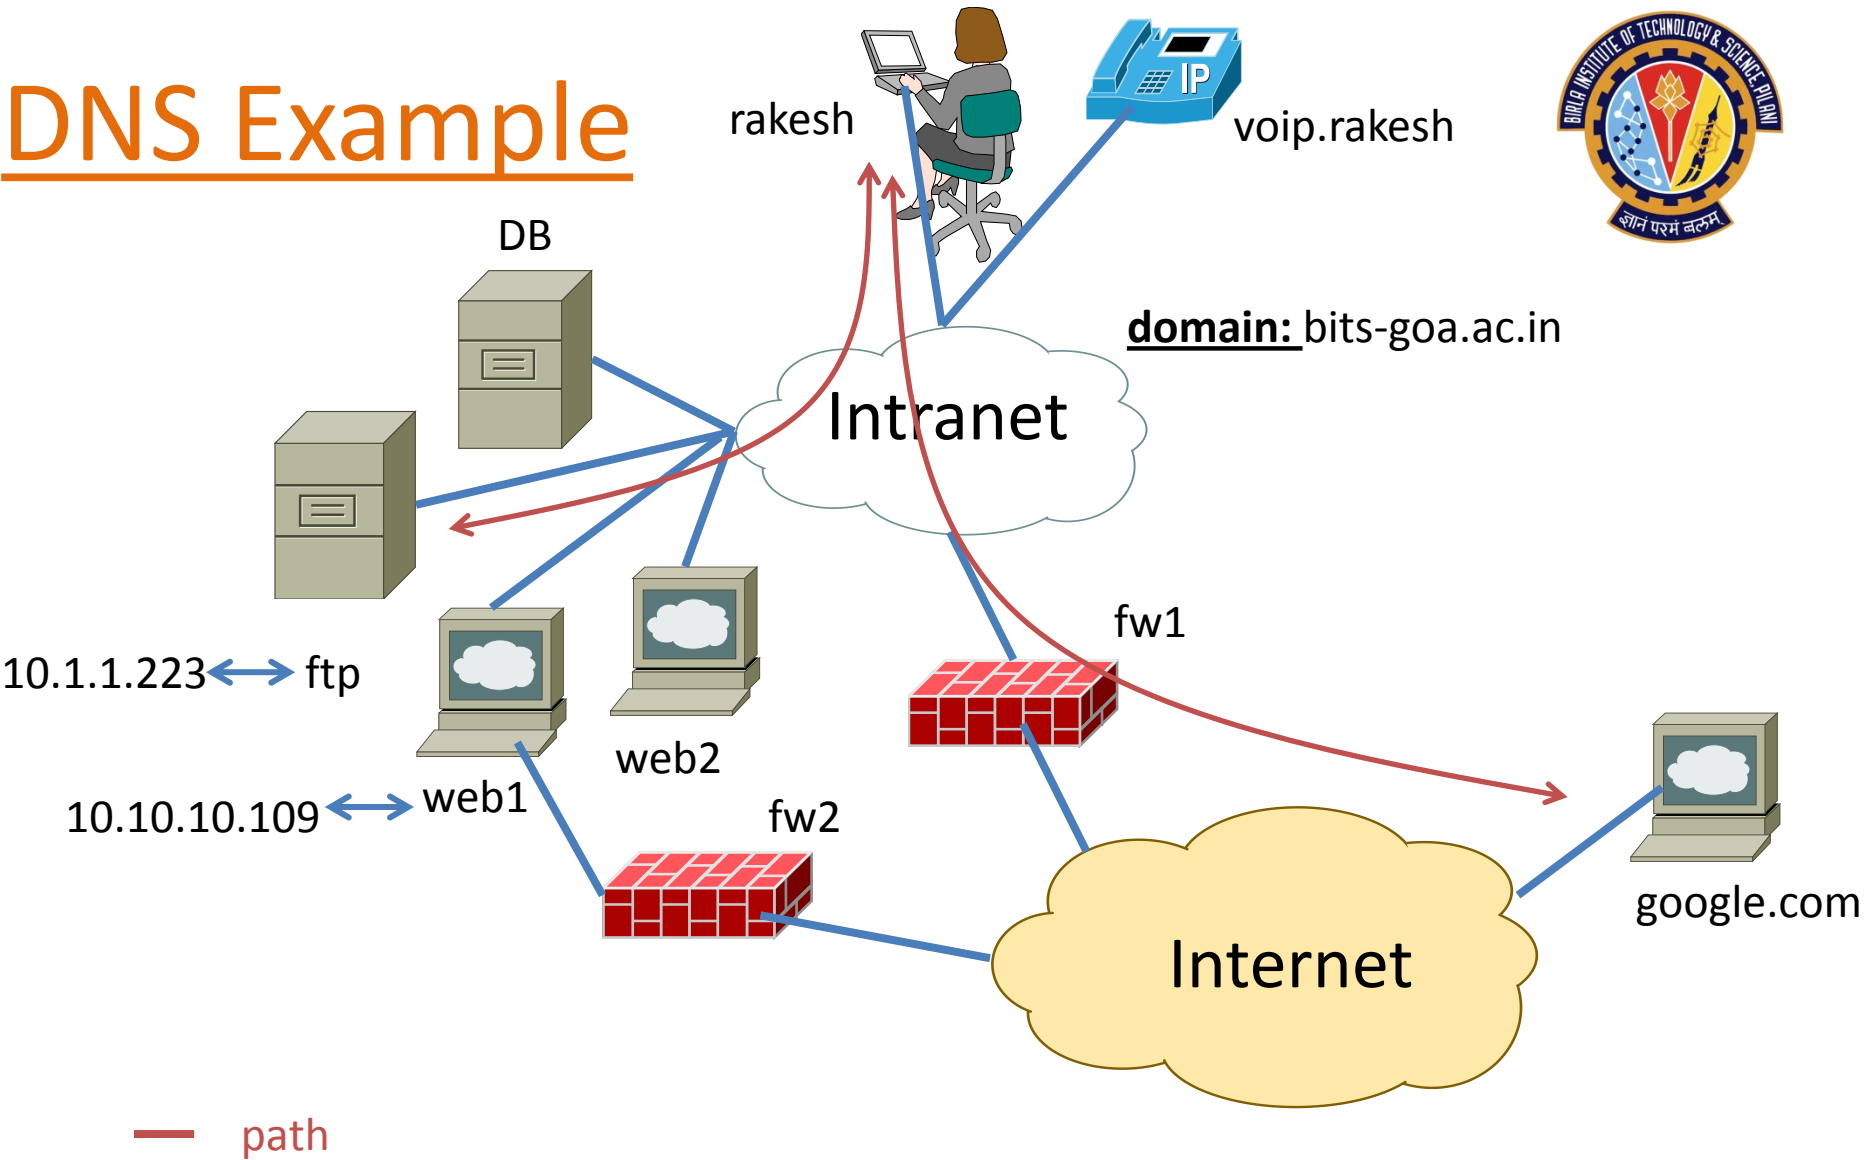 DNS Example
rakesh
IP
voip.rakesh
BIRLA INSTITUTE OF TECHNOLOGY & SCIENCE, PILANI
ज्ञानं परमं बलम्
DB
domain: bits-goa.ac.in
Intranet
fw1
10.1.1.223 ftp
web2
10.10.10.109 web1
fw2
google.com
Internet
path